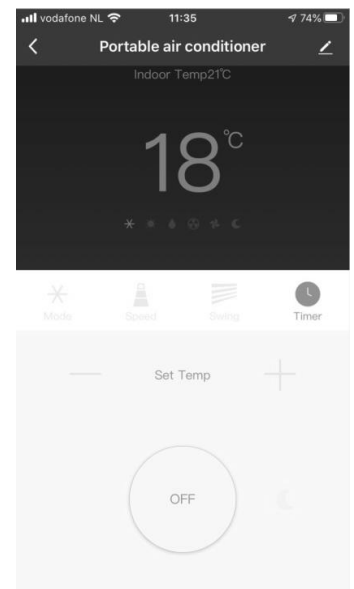 vodafone NL 11:35 74%
Portable air conditioner
Indoor Temp21℃
18℃
Mode Speed Swing Timer
Set Temp
OFF